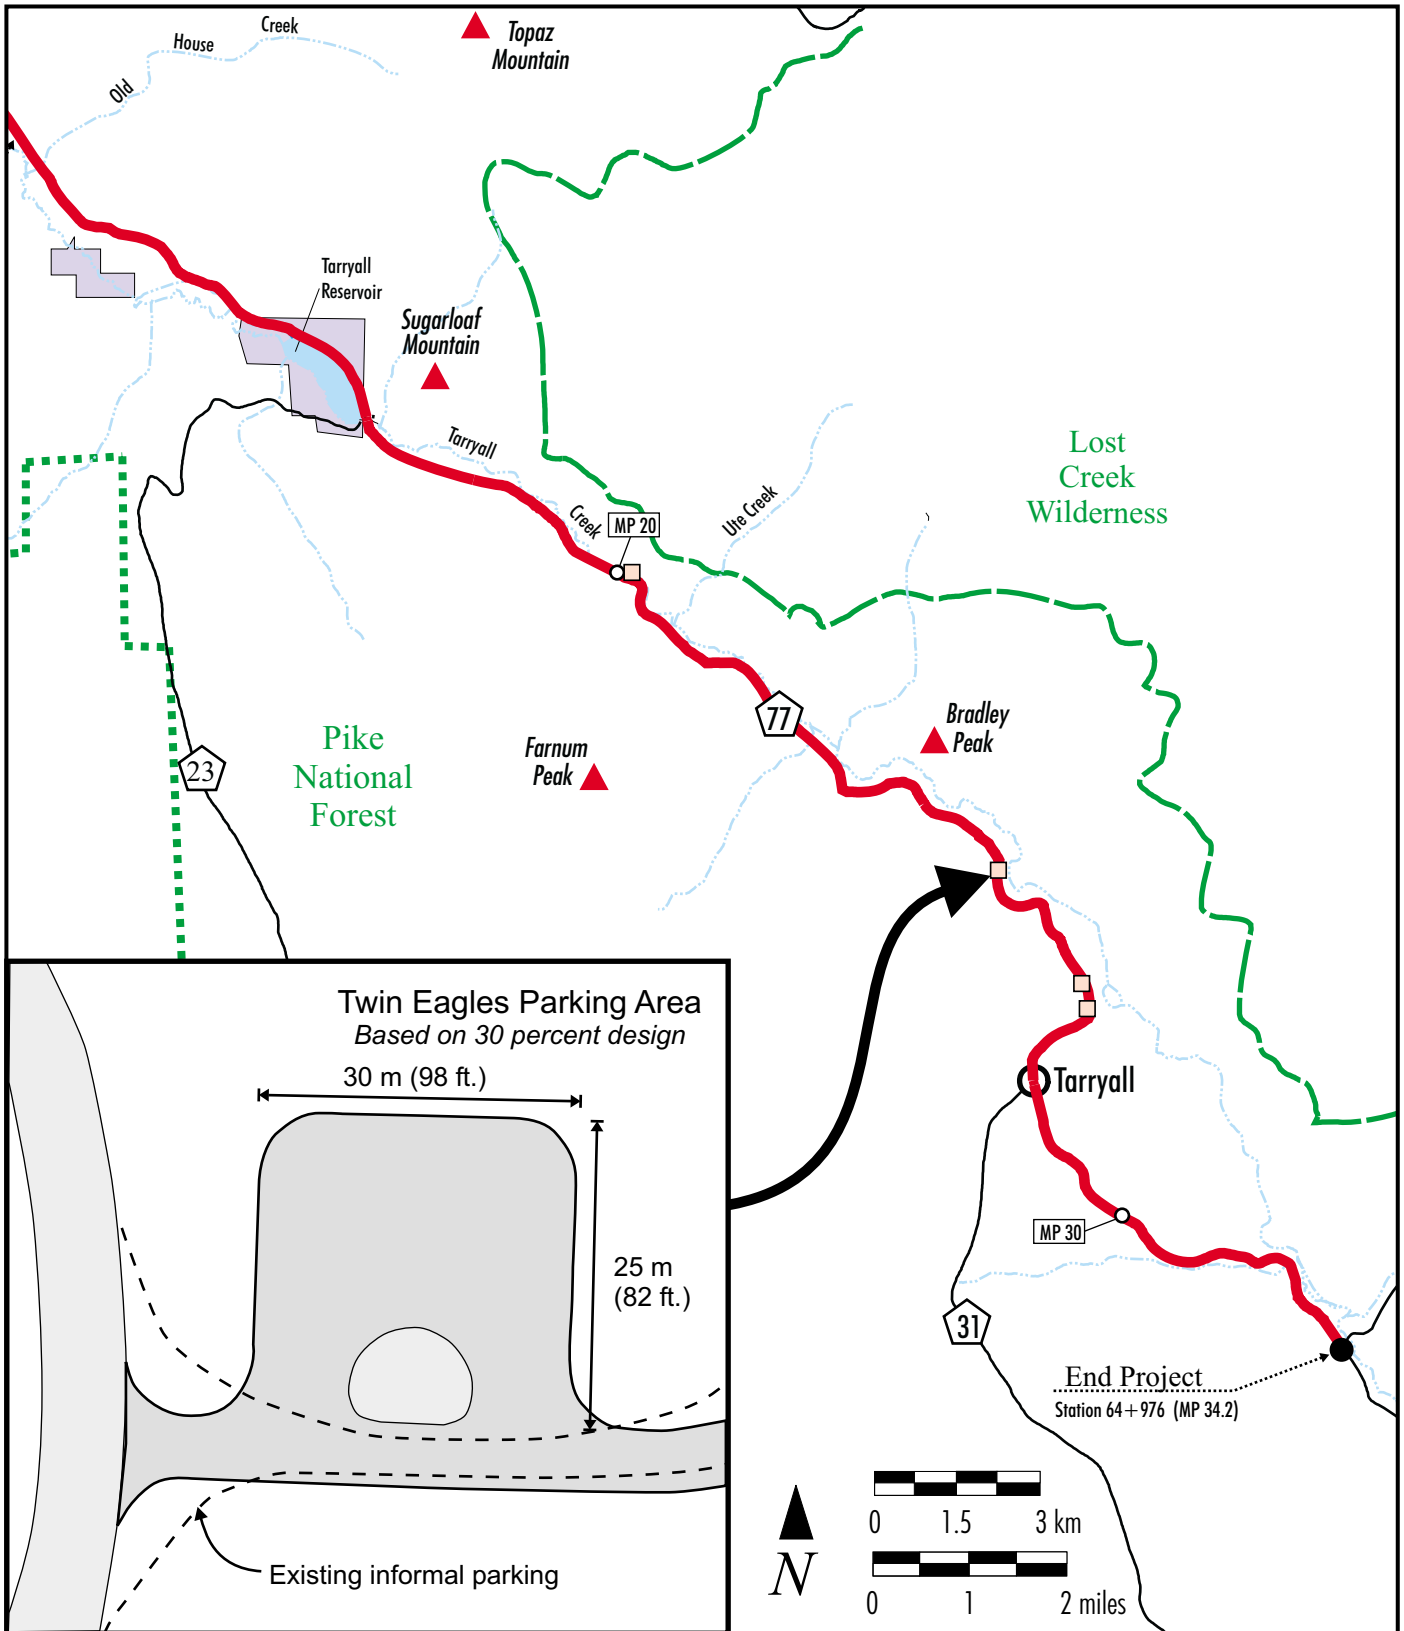 Topaz
Mountain
Old House Creek
Tarryall
Reservoir
Sugarloaf
Mountain
Tarryall Creek
MP 20
Ute Creek
Lost
Creek
Wilderness
77
Bradley
Peak
Farnum
Peak
Pike
National
Forest
23
Tarryall
MP 30
31
End Project
Station 64+976 (MP 34.2)
Twin Eagles Parking Area
Based on 30 percent design
30 m (98 ft.)
25 m
(82 ft.)
Existing informal parking
N
0 1.5 3 km
0 1 2 miles